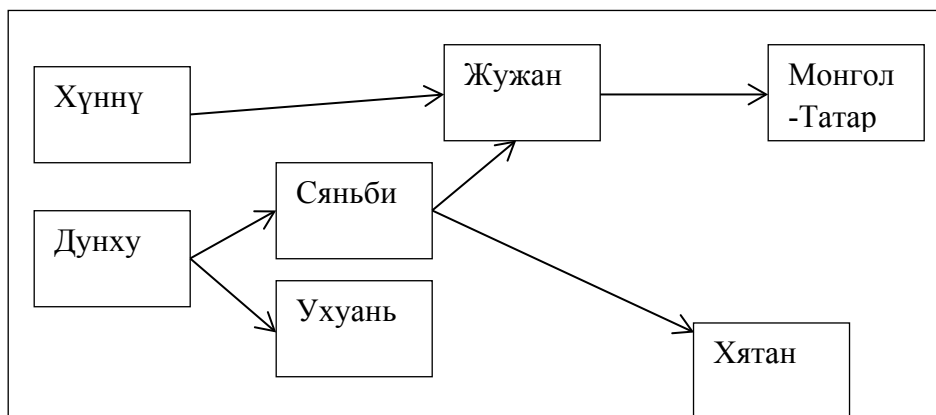 Хүннү
Жужан
Монгол
-Татар
Сяньби
Дунху
Ухуань
Хятан